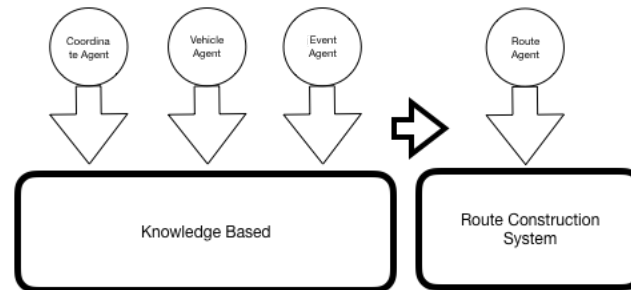 Coordina
te Agent
Vehicle
Agent
Event
Agent
Route
Agent
Knowledge Based
Route Construction
System